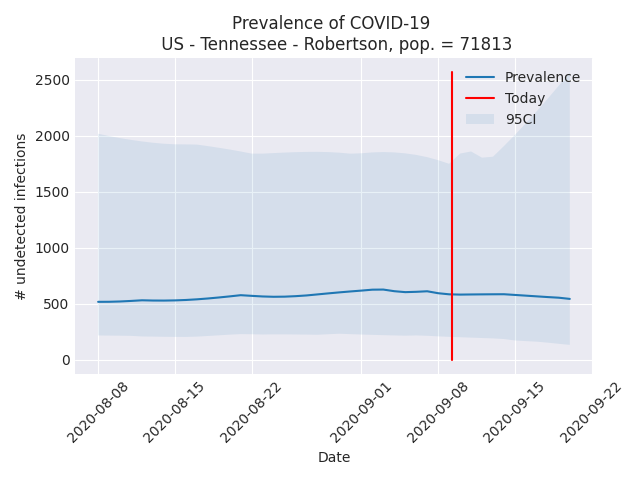 Prevalence of COVID-19
US - Tennessee - Robertson, pop. = 71813
2500
2000
1500
1000
500
0
# undetected infections
Prevalence
Today
95CI
2020-08-08
2020-08-15
2020-08-22
2020-09-01
2020-09-08
2020-09-15
2020-09-22
Date